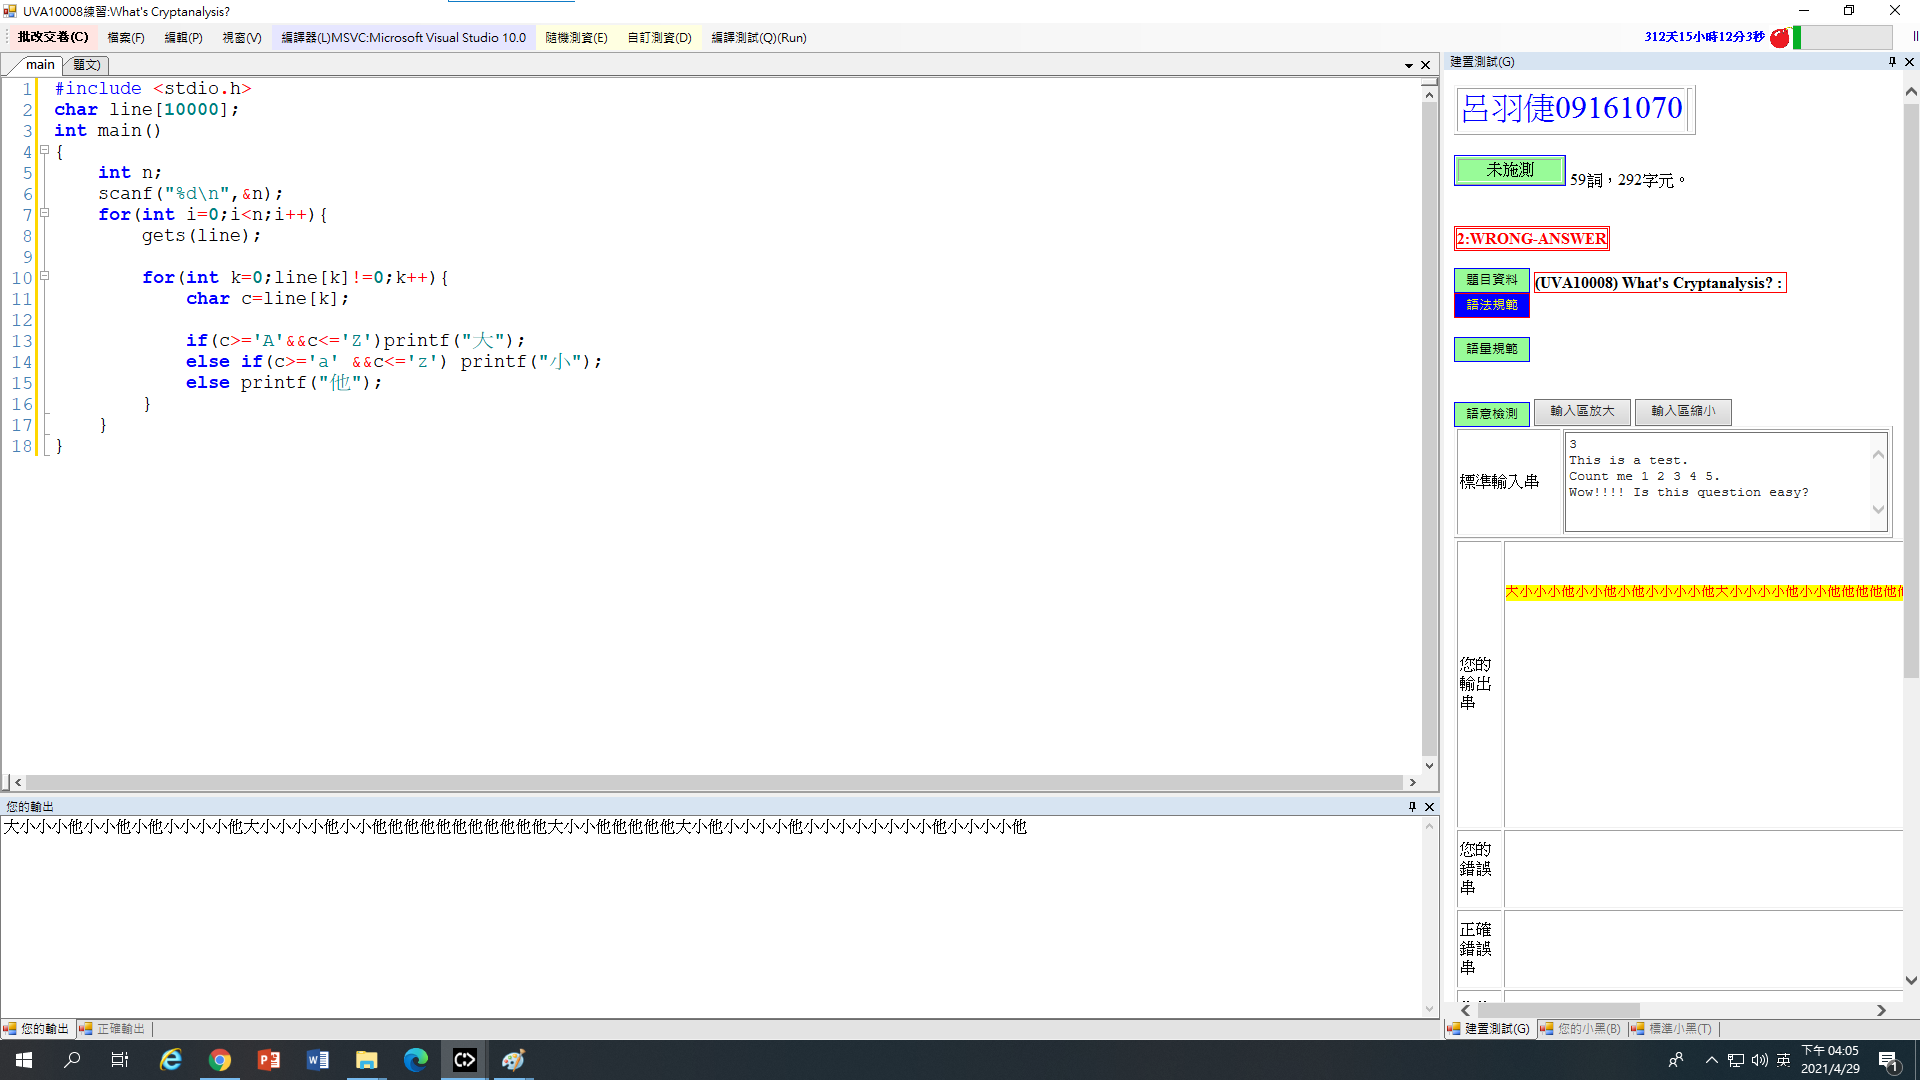 UVA10008練習:What's Cryptanalysis?
批改交卷(C) 檔案(F) 編輯(P) 視窗(V) 編譯器(L)MSVC:Microsoft Visual Studio 10.0 隨機測資(E) 自訂測資(D) 編譯測試(Q)(Run) 312天15小時12分3秒
main 題文)
1 #include <stdio.h>
2 char line[10000];
3 int main()
4 {
5 int n;
6 scanf("%d\n",&n);
7 for(int i=0;i<n;i++){
8 gets(line);
9
10 for(int k=0;line[k]!=0;k++){
11 char c=line[k];
12
13 if(c>='A'&&c<='Z')printf("大");
14 else if(c>='a' &&c<='z') printf("小");
15 else printf("他");
16 }
17 }
18 }
您的輸出
大小小小他小小他小他小小小小他大小小小小他小小他他他他他他他他他他他大小小他他他他他大小他小小小小他小小小小小小小小他小小小小他
您的輸出 正確輸出
建置測試(G)
呂羽倢09161070
未施測 59詞，292字元。
2:WRONG-ANSWER
題目資料 (UVA10008) What's Cryptanalysis? :
語法規範
語量規範
語意檢測 輸入區放大 輸入區縮小
標準輸入串
3
This is a test.
Count me 1 2 3 4 5.
Wow!!!! Is this question easy?
您的輸出串
大小小小他小小他小他小小小小他大小小小小他小小他他他他他
您的錯誤串
正確錯誤串
建置測試(G) 您的小黑(B) 標準小黑(T)
英
下午 04:05
2021/4/29
1